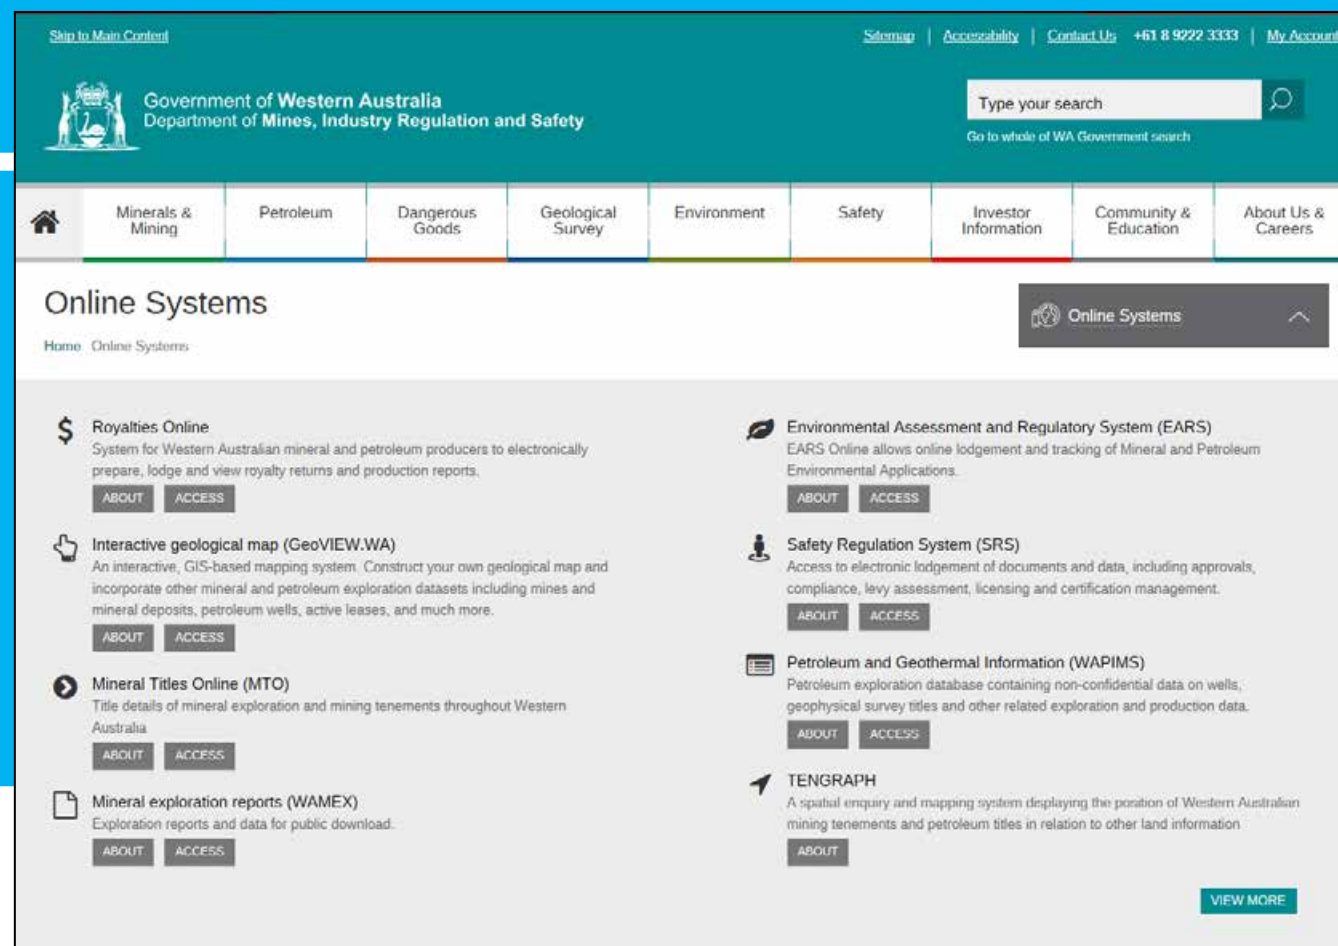 Skip to Main Content
Sitemap | Accessability | Contact Us +61 8 9222 3333 | My Account
Government of Western Australia
Department of Mines, Industry Regulation and Safety
Type your search
Go to whole of WA Government search
Minerals & Mining
Petroleum
Dangerous Goods
Geological Survey
Environment
Safety
Investor Information
Community & Education
About Us & Careers
Online Systems
Online Systems
Home Online Systems
$ Royalties Online
System for Western Australian mineral and petroleum producers to electronically
prepare, lodge and view royalty returns and production reports.
ABOUT ACCESS
Interactive geological map (GeoVIEW.WA)
An interactive, GIS-based mapping system. Construct your own geological map and
incorporate other mineral and petroleum exploration datasets including mines and
mineral deposits, petroleum wells, active leases, and much more.
ABOUT ACCESS
Mineral Titles Online (MTO)
Title details of mineral exploration and mining tenements throughout Western
Australia
ABOUT ACCESS
Mineral exploration reports (WAMEX)
Exploration reports and data for public download.
ABOUT ACCESS
Environmental Assessment and Regulatory System (EARS)
EARS Online allows online lodgement and tracking of Mineral and Petroleum
Environmental Applications.
ABOUT ACCESS
Safety Regulation System (SRS)
Access to electronic lodgement of documents and data, including approvals,
compliance, levy assessment, licensing and certification management.
ABOUT ACCESS
Petroleum and Geothermal Information (WAPIMS)
Petroleum exploration database containing non-confidential data on wells,
geophysical survey titles and other related exploration and production data.
ABOUT ACCESS
TENGRAPH
A spatial enquiry and mapping system displaying the position of Western Australian
mining tenements and petroleum titles in relation to other land information
ABOUT
VIEW MORE